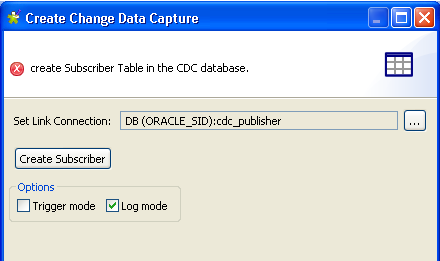 Create Change Data Capture
create Subscriber Table in the CDC database.
Set Link Connection: DB (ORACLE_SID):cdc_publisher ...
Create Subscriber
Options
Trigger mode Log mode